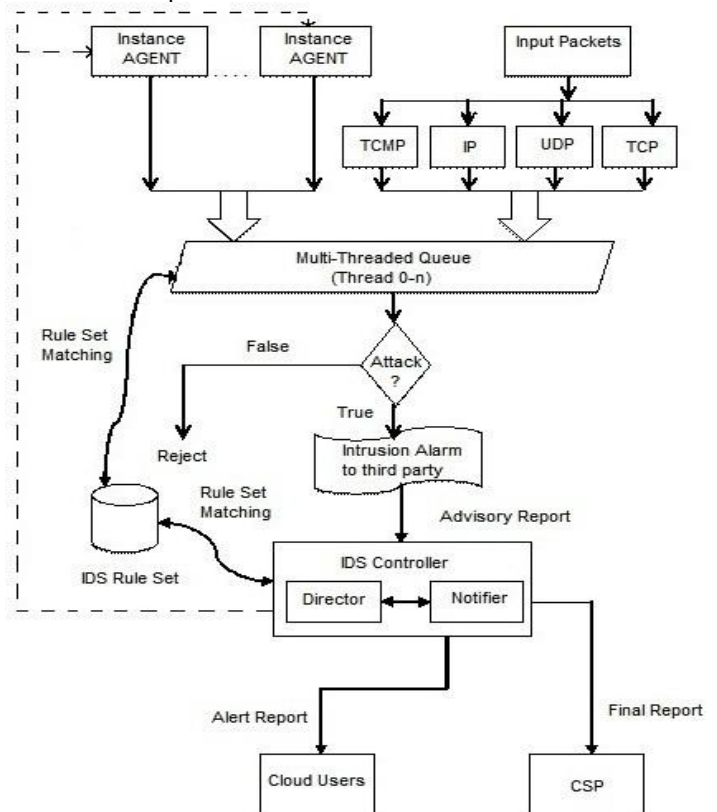 Instance
AGENT
Instance
AGENT
Input Packets
TCMP
IP
UDP
TCP
Multi-Threaded Queue
(Thread 0-n)
Rule Set
Matching
False
Attack
?
True
Reject
Intrusion Alarm
to third party
Rule Set
Matching
Advisory Report
IDS Rule Set
IDS Controller
Director
Notifier
Alert Report
Final Report
Cloud Users
CSP